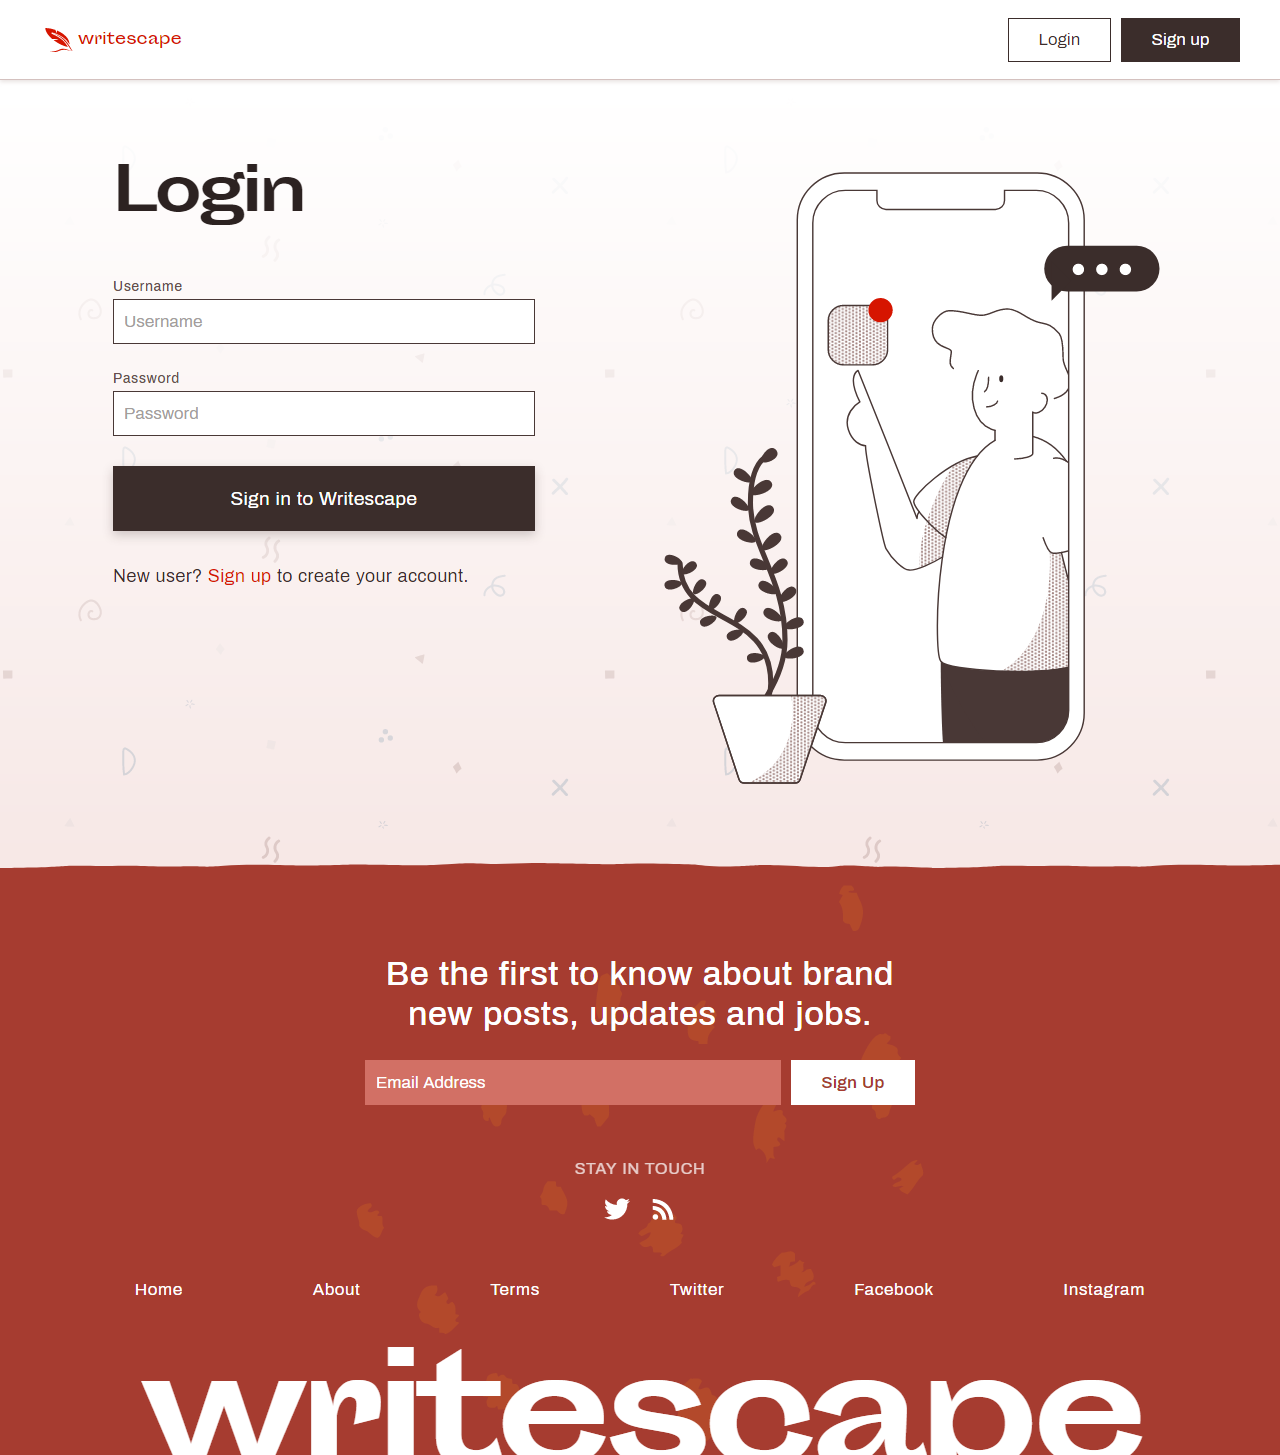 writescape
Login
Sign up
Login
Username
Username
Password
Password
Sign in to Writescape
New user? Sign up to create your account.
Be the first to know about brand
new posts, updates and jobs.
Email Address
Sign Up
STAY IN TOUCH
Home
About
Terms
Twitter
Facebook
Instagram
writescape